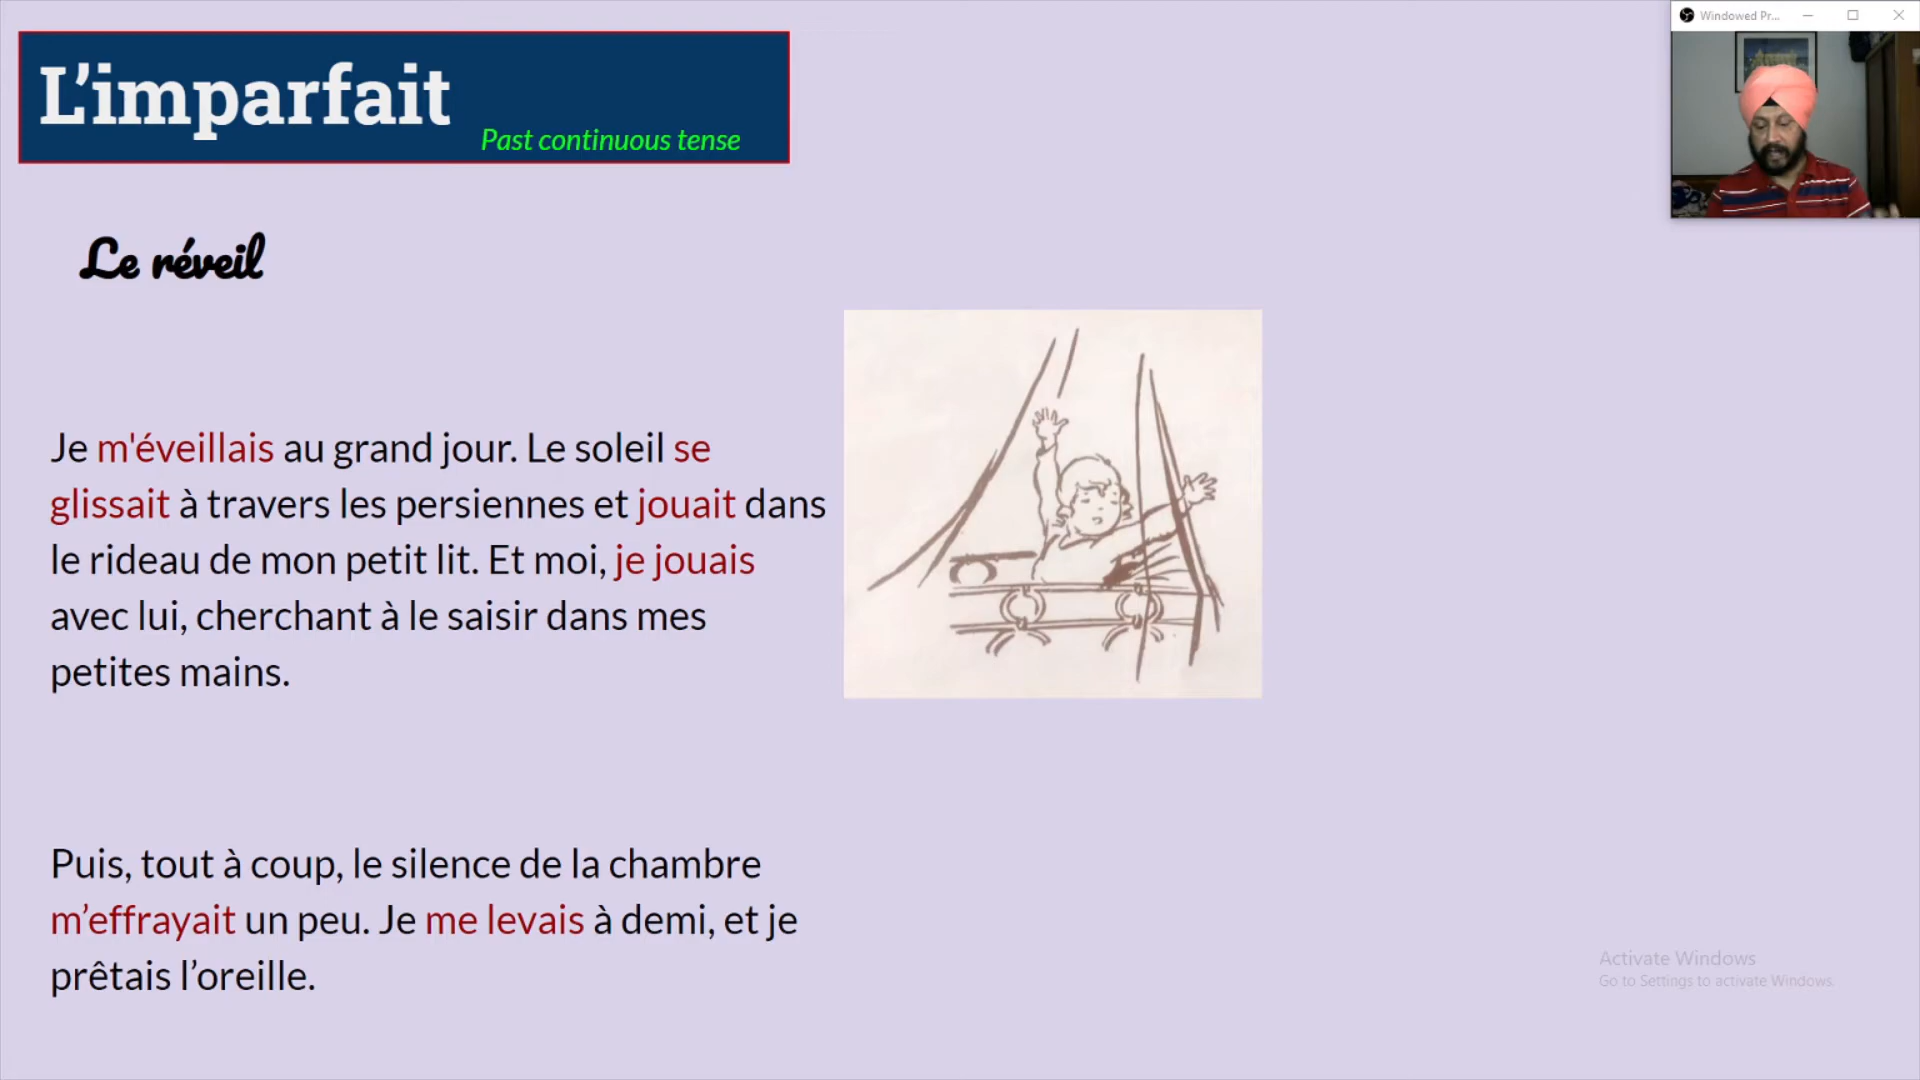 Windowed Pr...
L’imparfait
Past continuous tense
Le réveil
Je m'éveillais au grand jour. Le soleil se
glissait à travers les persiennes et jouait dans
le rideau de mon petit lit. Et moi, je jouais
avec lui, cherchant à le saisir dans mes
petites mains.
Puis, tout à coup, le silence de la chambre
m’effrayait un peu. Je me levais à demi, et je
prêtais l’oreille.
Activate Windows
Go to Settings to activate Windows.